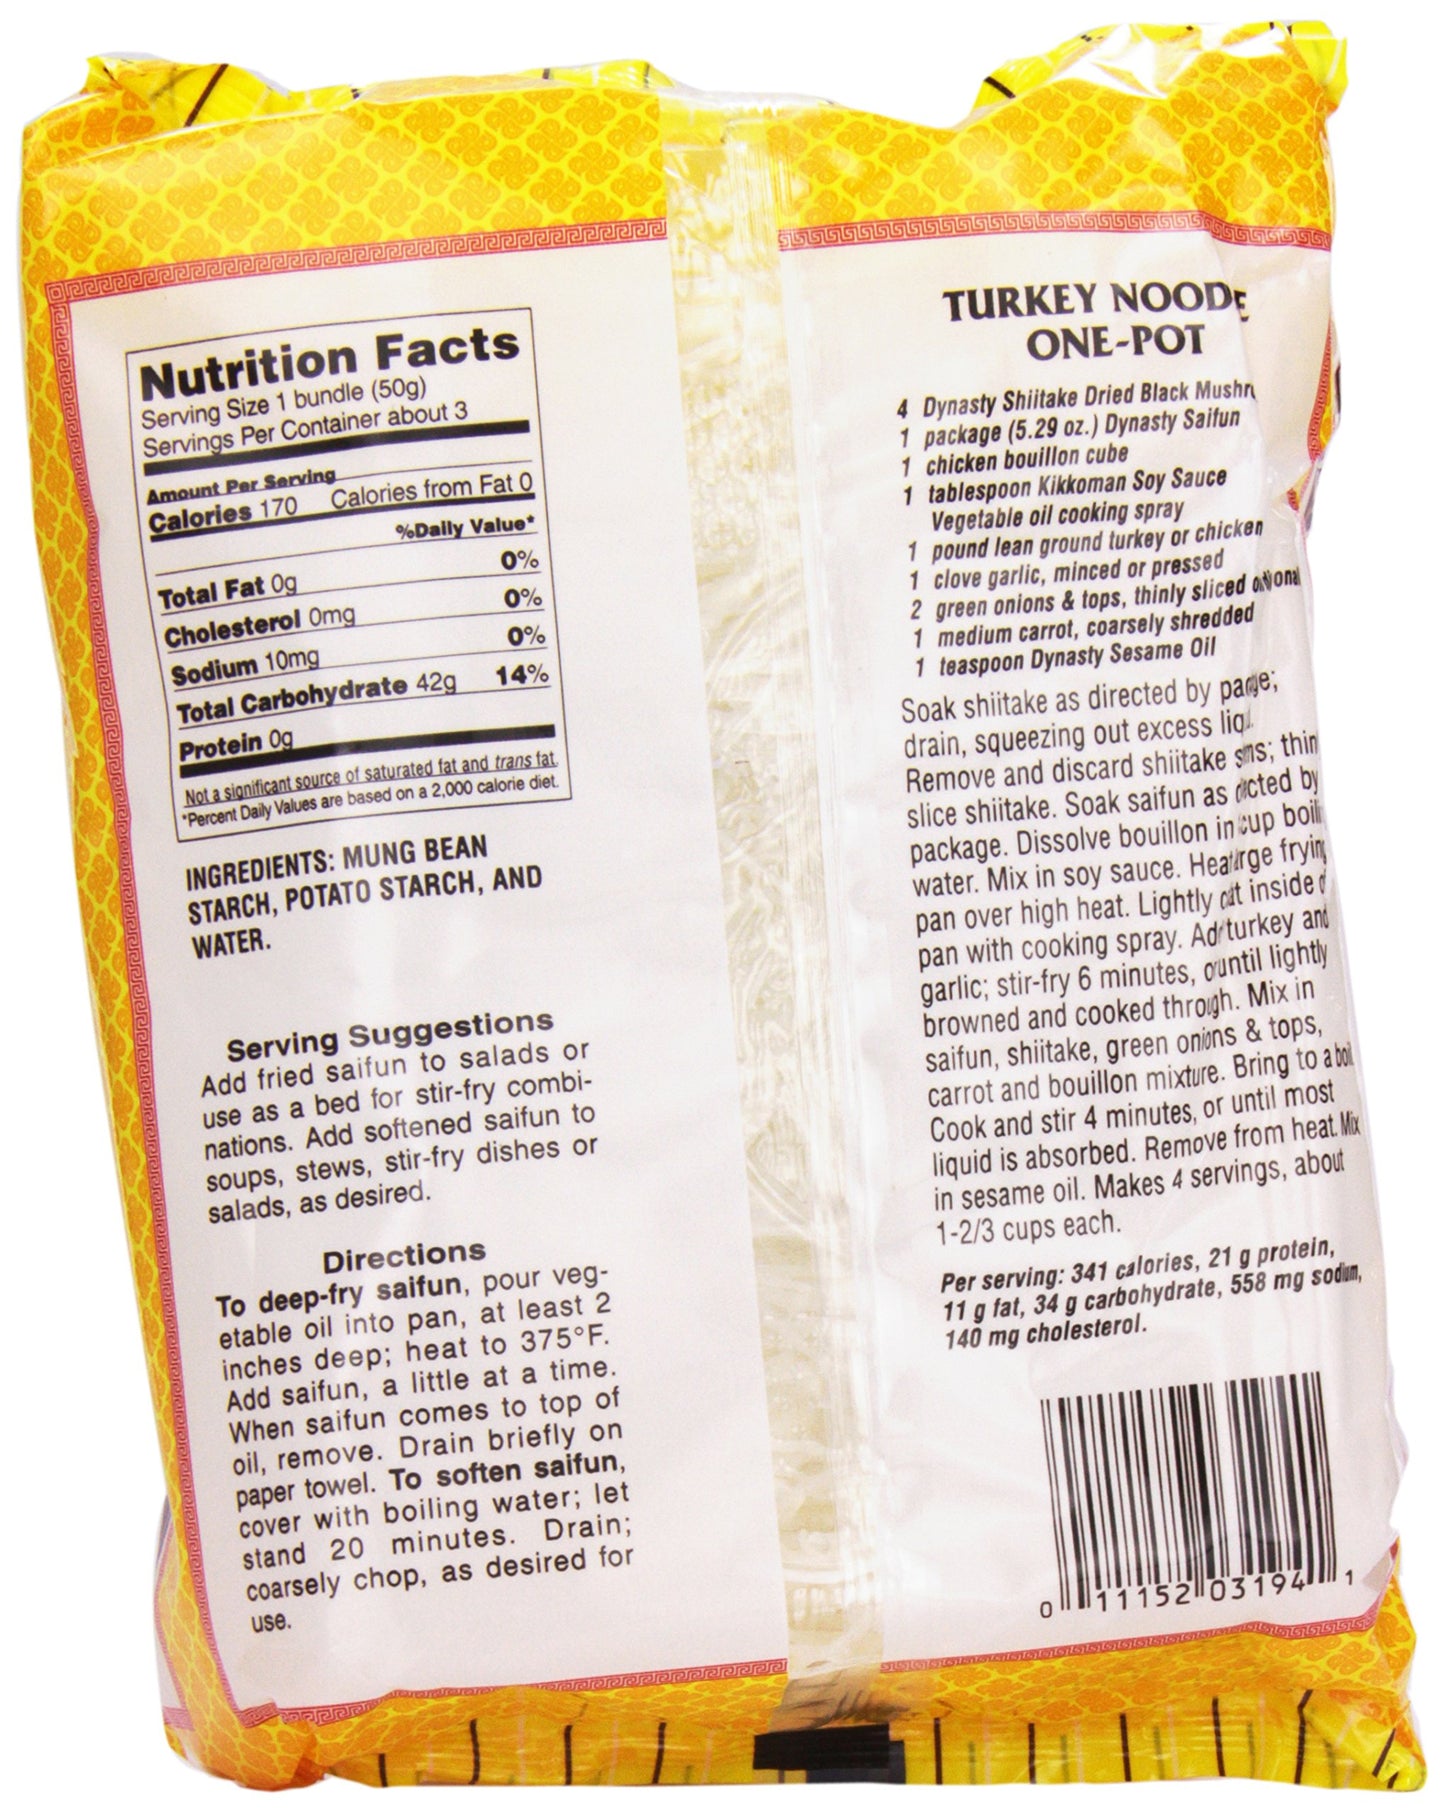 Nutrition Facts
Serving Size 1 bundle (50g)
Servings Per Container about 3
Amount Per Serving
Calories 170 Calories from Fat 0
%Daily Value*
Total Fat 0g 0%
Cholesterol 0mg 0%
Sodium 10mg 0%
Total Carbohydrate 42g 14%
Protein 0g
Not a significant source of saturated fat and trans fat.
*Percent Daily Values are based on a 2,000 calorie diet.
INGREDIENTS: MUNG BEAN
STARCH, POTATO STARCH, AND
WATER.
Serving Suggestions
Add fried saifun to salads or
use as a bed for stir-fry combi-
nations. Add softened saifun to
soups, stews, stir-fry dishes or
salads, as desired.
Directions
To deep-fry saifun, pour veg-
etable oil into pan, at least 2
inches deep; heat to 375°F.
Add saifun, a little at a time.
When saifun comes to top of
oil, remove. Drain briefly on
paper towel. To soften saifun,
cover with boiling water; let
stand 20 minutes. Drain;
coarsely chop, as desired for
use.
TURKEY
ONE-POT
4 Dynasty Shiitake Dried Black
1 package (5.29 oz.) Dynasty Saifun
1 chicken bouillon cube
1 tablespoon Kikkoman Soy Sauce
Vegetable oil cooking spray
1 pound lean ground turkey or chicken
1 clove garlic, minced or pressed
2 green onions & tops, thinly sliced
1 medium carrot, coarsely shredded
1 teaspoon Dynasty Sesame Oil
Soak shiitake as directed by
drain, squeezing out excess
Remove and discard shiitake
slice shiitake. Soak saifun as by
package. Dissolve bouillon in cup
water. Mix in soy sauce. Heat
pan over high heat. Lightly inside
pan with cooking spray. Add turkey and
garlic; stir-fry 6 minutes, or until lightly
browned and cooked through. Mix in
saifun, shiitake, green onions & tops,
carrot and bouillon mixture. Bring to a boil.
Cook and stir 4 minutes, or until most
liquid is absorbed. Remove from heat. Mix
in sesame oil. Makes 4 servings, about
1-2/3 cups each.
Per serving: 341 calories, 21 g protein,
11 g fat, 34 g carbohydrate, 558 mg sodium,
140 mg cholesterol.
0 11152 03194 1